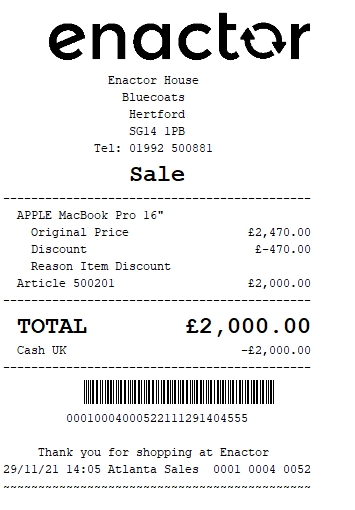 enactor
Enactor House
Bluecoats
Hertford
SG14 1PB
Tel: 01992 500881
Sale
APPLE MacBook Pro 16"
Original Price £2,470.00
Discount £-470.00
Reason Item Discount
Article 500201 £2,000.00
TOTAL £2,000.00
Cash UK -£2,000.00
00010004000522111291404555
Thank you for shopping at Enactor
29/11/21 14:05 Atlanta Sales 0001 0004 0052